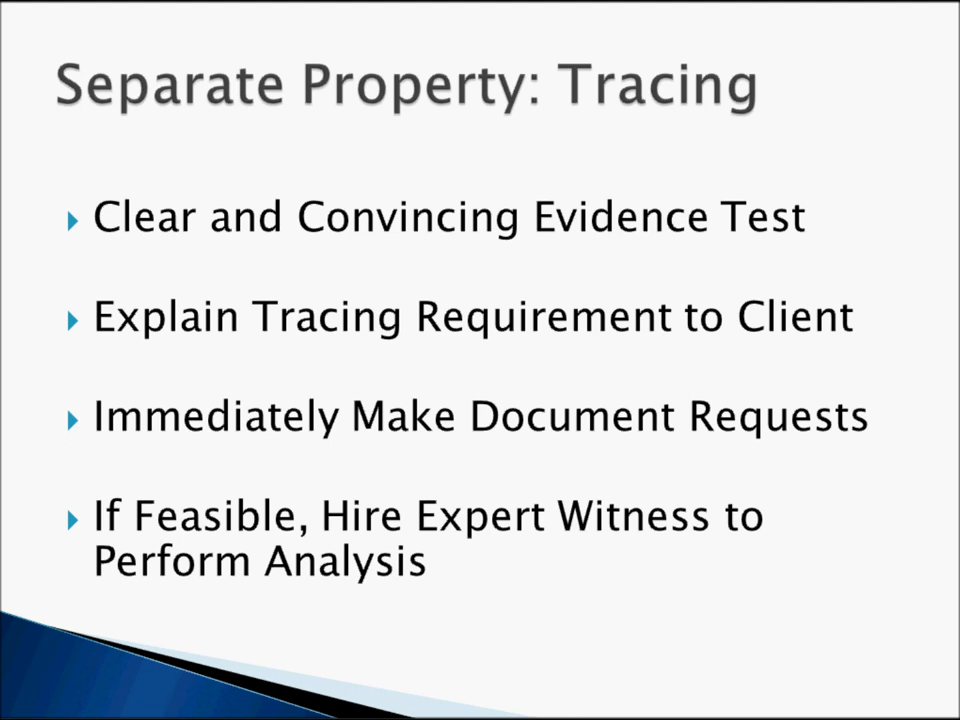 Separate Property: Tracing
Clear and Convincing Evidence Test
Explain Tracing Requirement to Client
Immediately Make Document Requests
If Feasible, Hire Expert Witness to
Perform Analysis